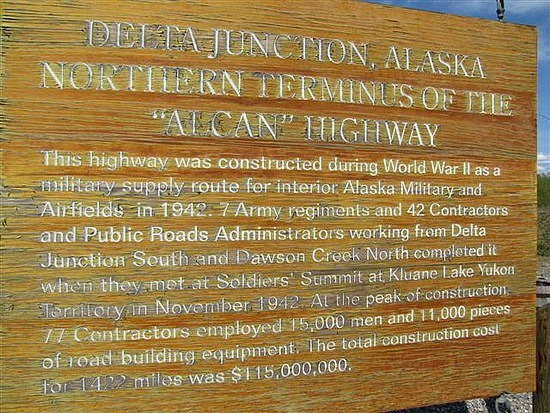 DELTA JUNCTION, ALASKA
NORTHERN TERMINUS OF THE
"ALCAN" HIGHWAY
This highway was constructed during World War II as a
military supply route for interior Alaska Military and
Airfields in 1942. 7 Army regiments and 42 Contractors
and Public Roads Administrators working from Delta
Junction South and Dawson Creek North completed it
when they met at Soldiers' Summit at Kluane Lake Yukon
Territory in November 1942. At the peak of construction,
77 Contractors employed 15,000 men and 11,000 pieces
of road building equipment. The total construction cost
for 1422 miles was $115,000,000.